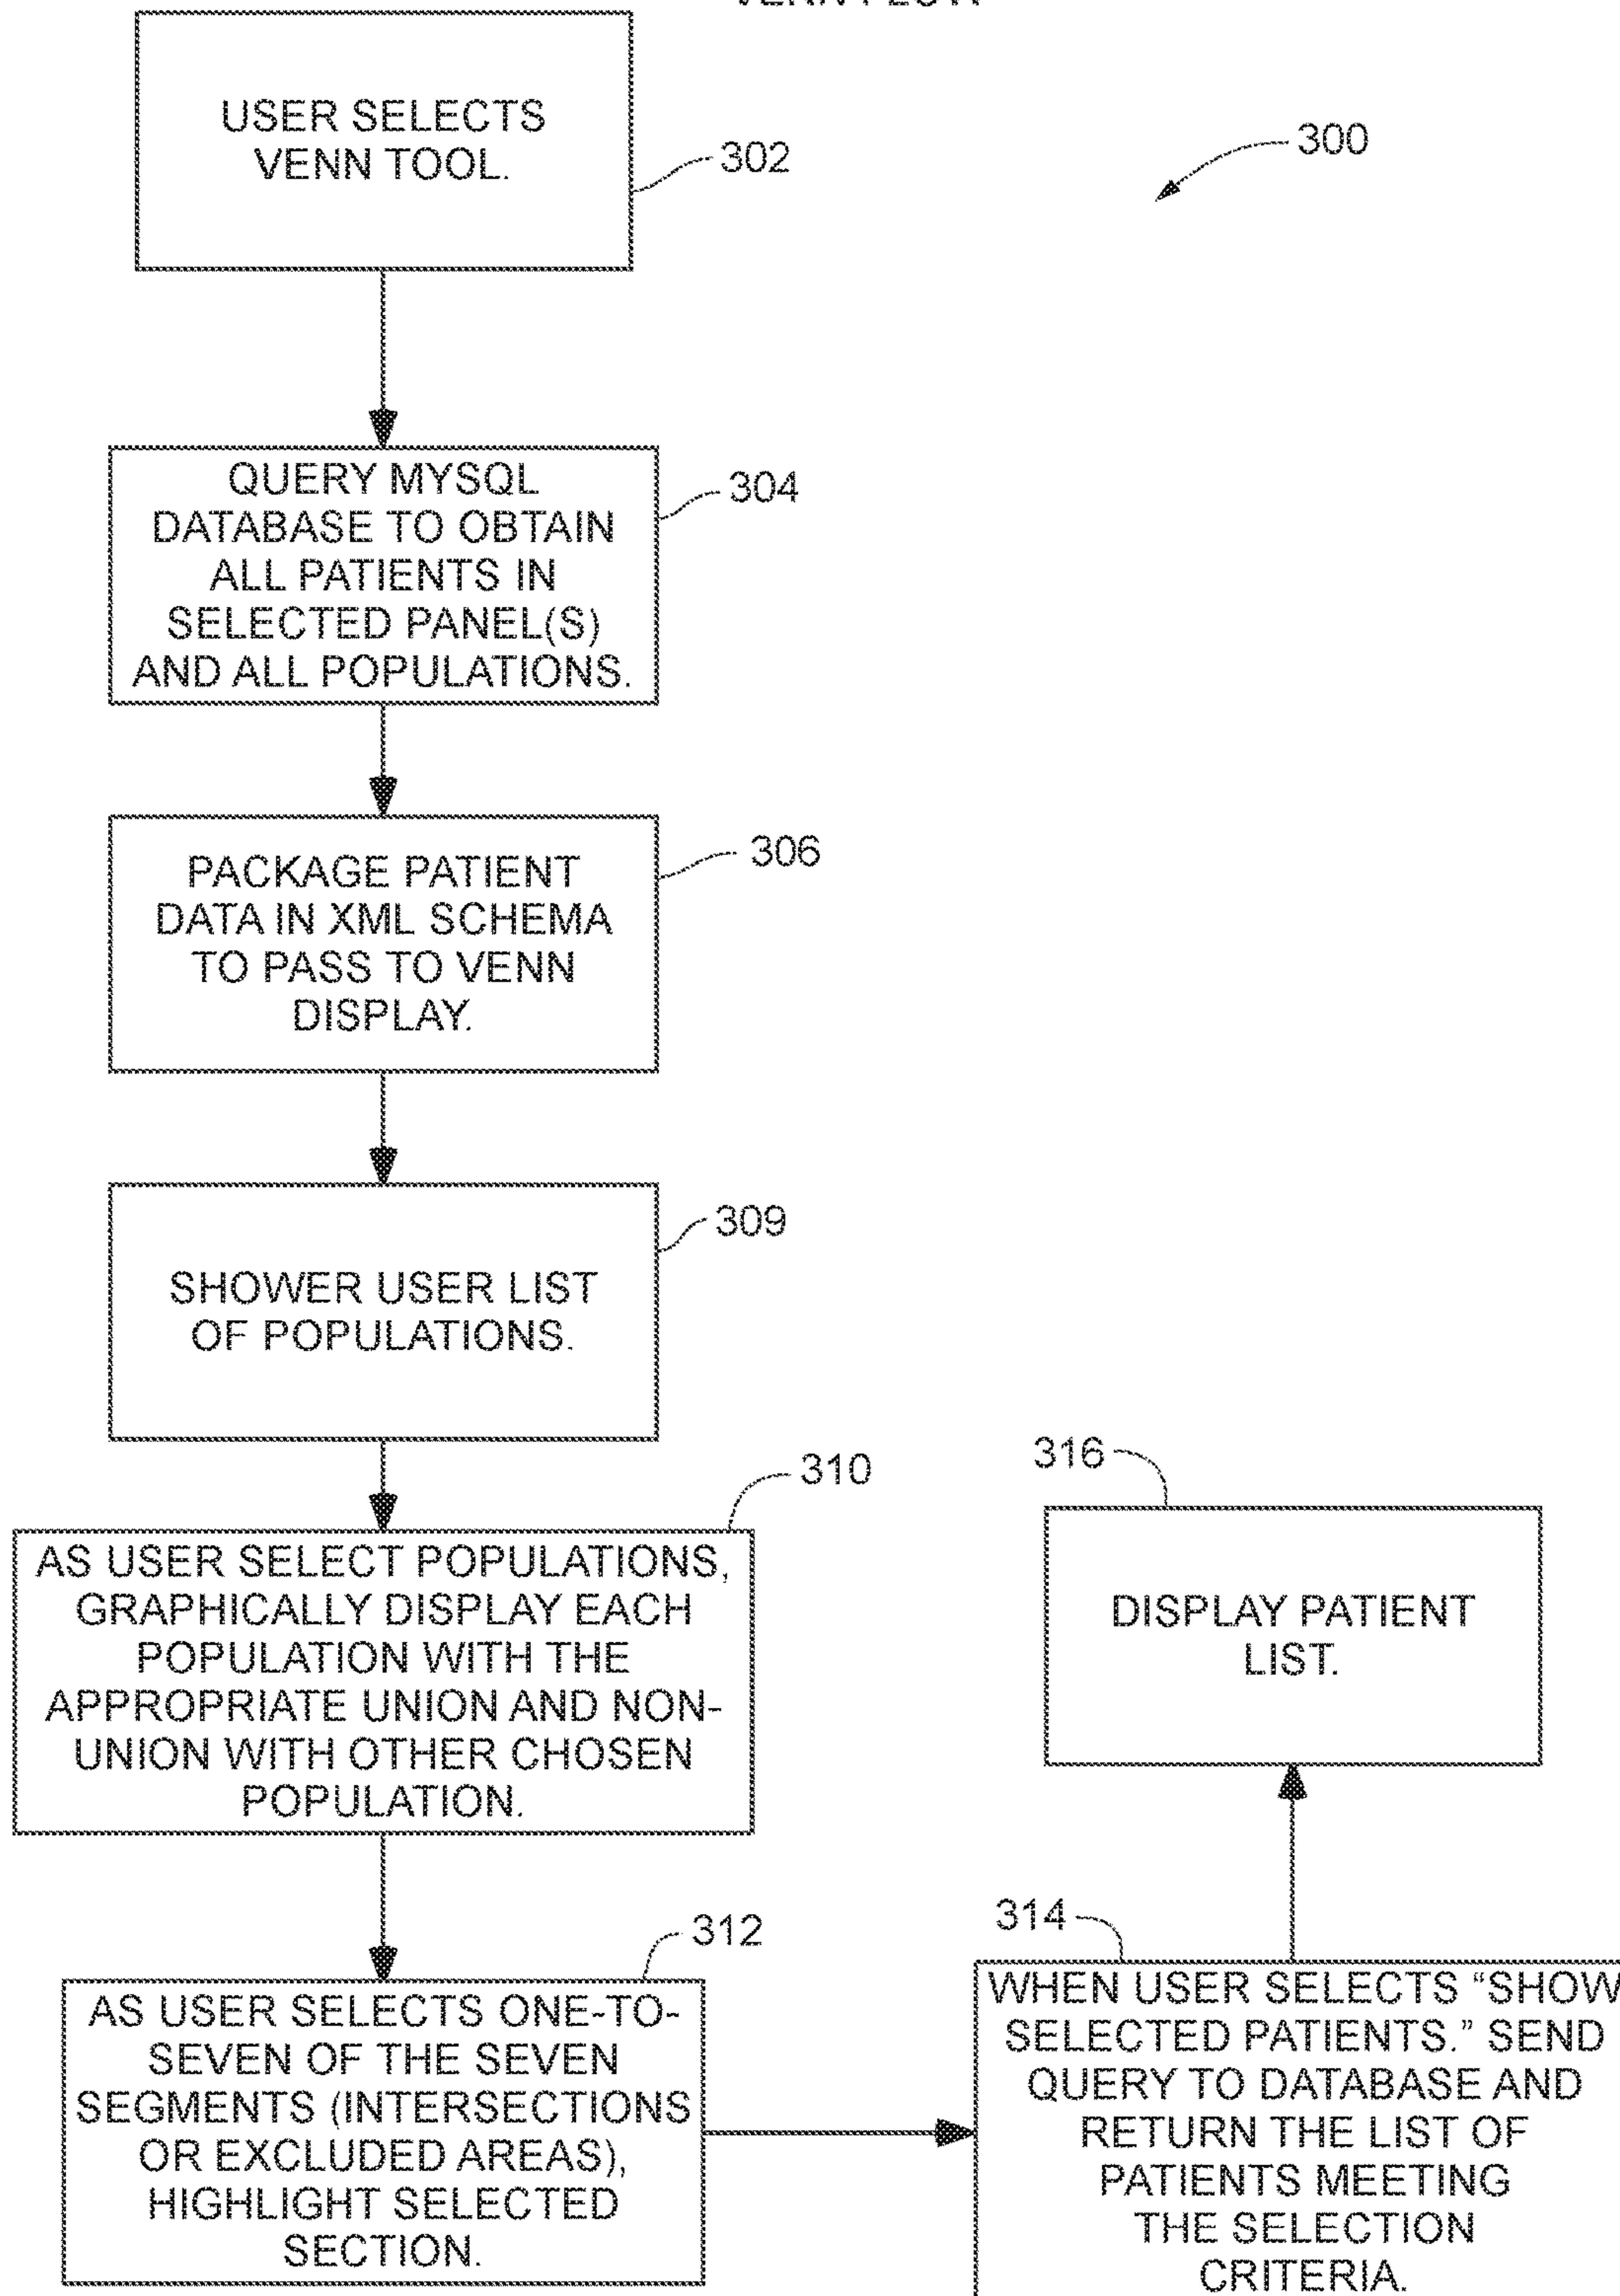 USER SELECTS
VENN TOOL.
302
300
QUERY MYSQL
DATABASE TO OBTAIN
ALL PATIENTS IN
SELECTED PANEL(S)
AND ALL POPULATIONS.
304
PACKAGE PATIENT
DATA IN XML SCHEMA
TO PASS TO VENN
DISPLAY.
306
SHOWER USER LIST
OF POPULATIONS.
309
AS USER SELECT POPULATIONS,
GRAPHICALLY DISPLAY EACH
POPULATION WITH THE
APPROPRIATE UNION AND NON-
UNION WITH OTHER CHOSEN
POPULATION.
310
AS USER SELECTS ONE-TO-
SEVEN OF THE SEVEN
SEGMENTS (INTERSECTIONS
OR EXCLUDED AREAS),
HIGHLIGHT SELECTED
SECTION.
312
314
WHEN USER SELECTS “SHOW
SELECTED PATIENTS.” SEND
QUERY TO DATABASE AND
RETURN THE LIST OF
PATIENTS MEETING
THE SELECTION
CRITERIA.
316
DISPLAY PATIENT
LIST.